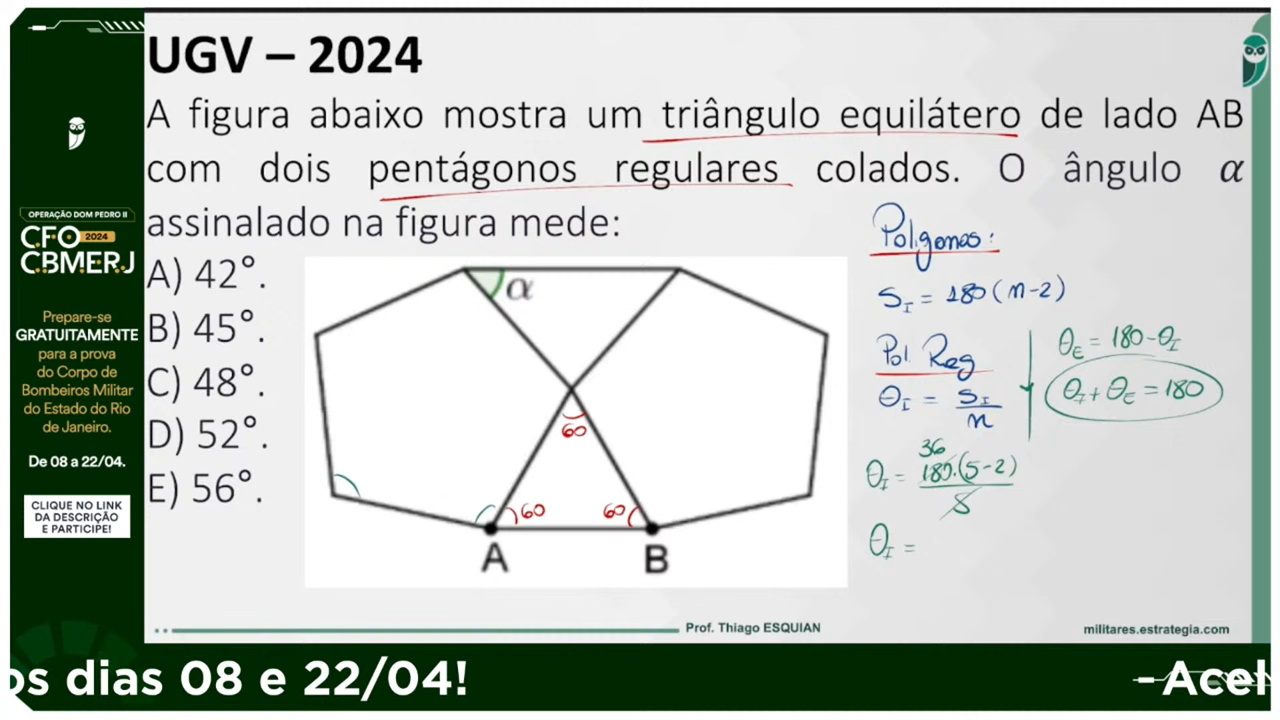 UGV – 2024
A figura abaixo mostra um triângulo equilátero de lado AB
com dois pentágonos regulares colados. O ângulo α
assinalado na figura mede:
A) 42°.
B) 45°.
C) 48°.
D) 52°.
E) 56°.
α
60
60
60
A
B
Polígonos:
S_I = 180(n-2)
Pol. Reg
θ_I = S_I/n
θ_E = 180-θ_I
θ_I + θ_E = 180
36
θ_I = 180.(5-2)/5
θ_I =
OPERAÇÃO DOM PEDRO II
CFO 2024
CBMERJ
Prepare-se
GRATUITAMENTE
para a prova
do Corpo de
Bombeiros Militar
do Estado do Rio
de Janeiro.
De 08 a 22/04.
CLIQUE NO LINK
DA DESCRIÇÃO
E PARTICIPE!
Prof. Thiago ESQUIAN
militares.estrategia.com
os dias 08 e 22/04!
-Acel